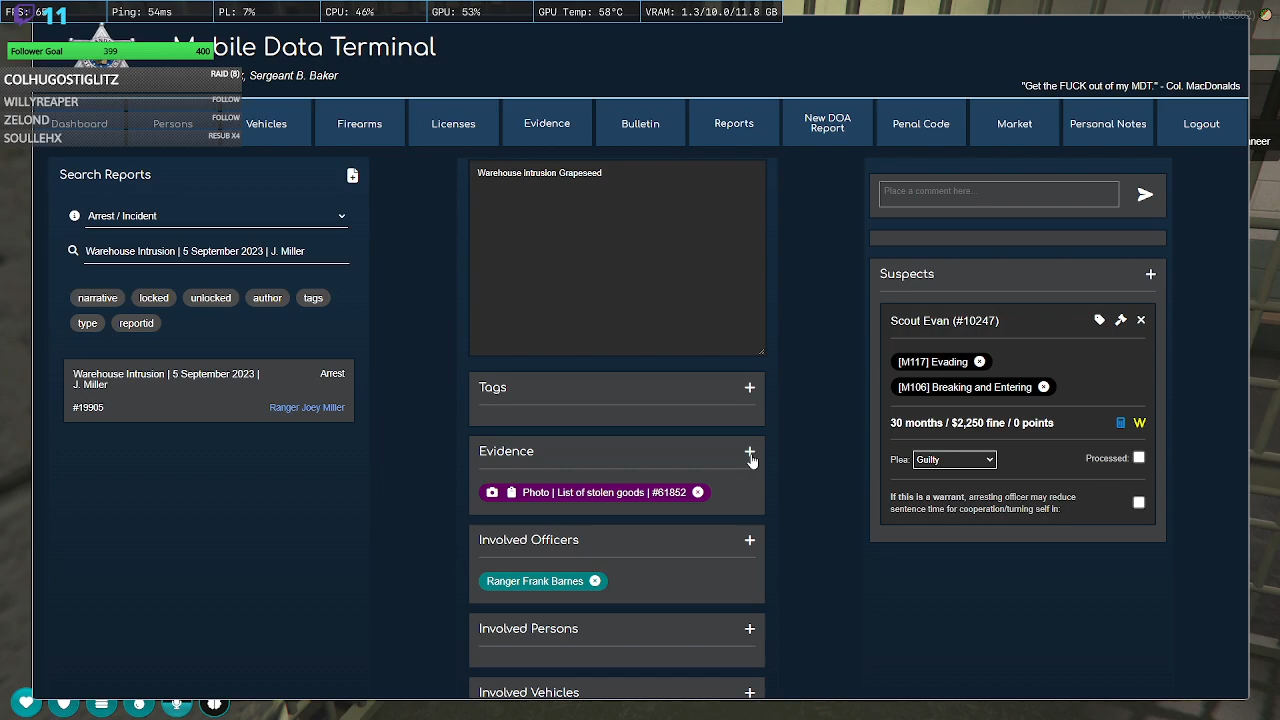 11
Ping: 54ms
PL: 7%
CPU: 46%
GPU: 53%
GPU Temp: 58°C
VRAM: 1.3/10.0/11.8 GB
Follower Goal 399 400
COLHUGOSTIGLITZ RAID (8)
WILLYREAPER FOLLOW
ZELOND FOLLOW
SOULLEHX RESUB X4
Mobile Data Terminal
Sergeant B. Baker
"Get the FUCK out of my MDT." - Col. MacDonalds
Dashboard
Persons
Vehicles
Firearms
Licenses
Evidence
Bulletin
Reports
New DOA
Report
Penal Code
Market
Personal Notes
Logout
Search Reports
Arrest / Incident
Warehouse Intrusion | 5 September 2023 | J. Miller
narrative locked unlocked author tags
type reportid
Warehouse Intrusion | 5 September 2023 | Arrest
J. Miller
#19905 Ranger Joey Miller
Warehouse Intrusion Grapeseed
Tags
Evidence
Photo | List of stolen goods | #61852
Involved Officers
Ranger Frank Barnes
Involved Persons
Involved Vehicles
Place a comment here...
Suspects
Scout Evan (#10247)
[M117] Evading
[M106] Breaking and Entering
30 months / $2,250 fine / 0 points W
Plea: Guilty Processed:
If this is a warrant, arresting officer may reduce
sentence time for cooperation/turning self in: